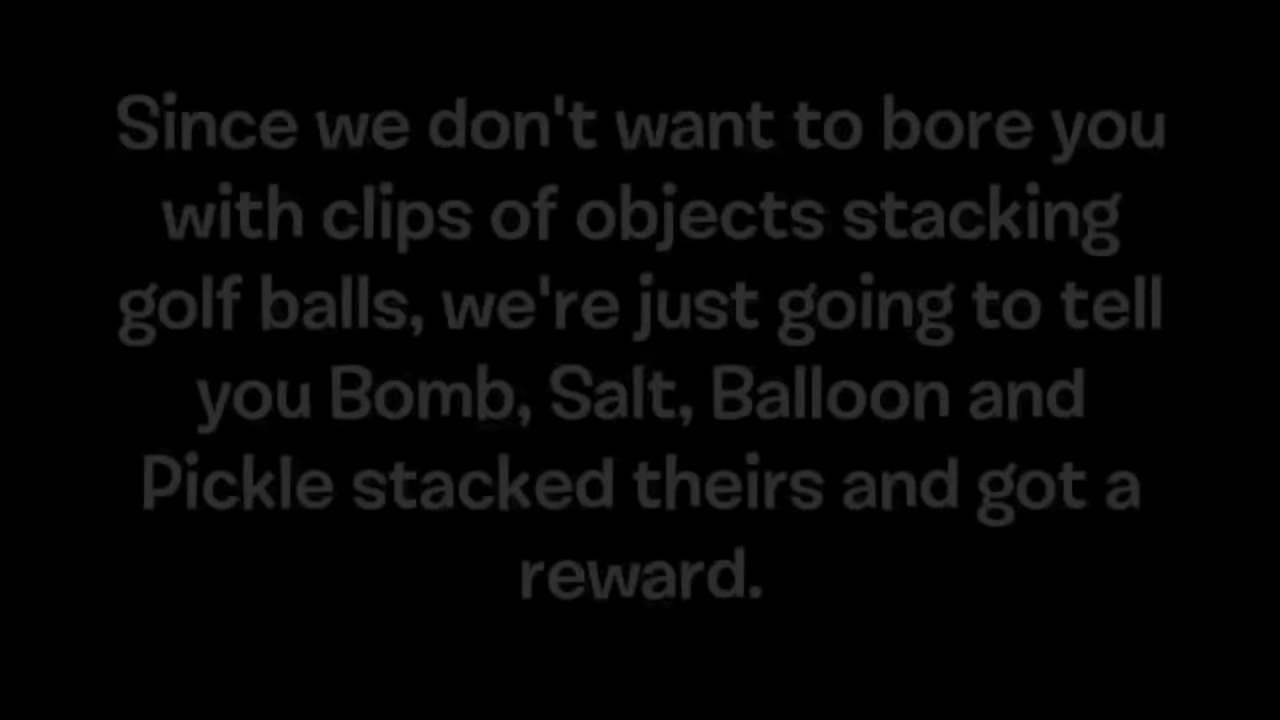 Since we don't want to bore you
with clips of objects stacking
golf balls, we're just going to tell
you Bomb, Salt, Balloon and
Pickle stacked theirs and got a
reward.